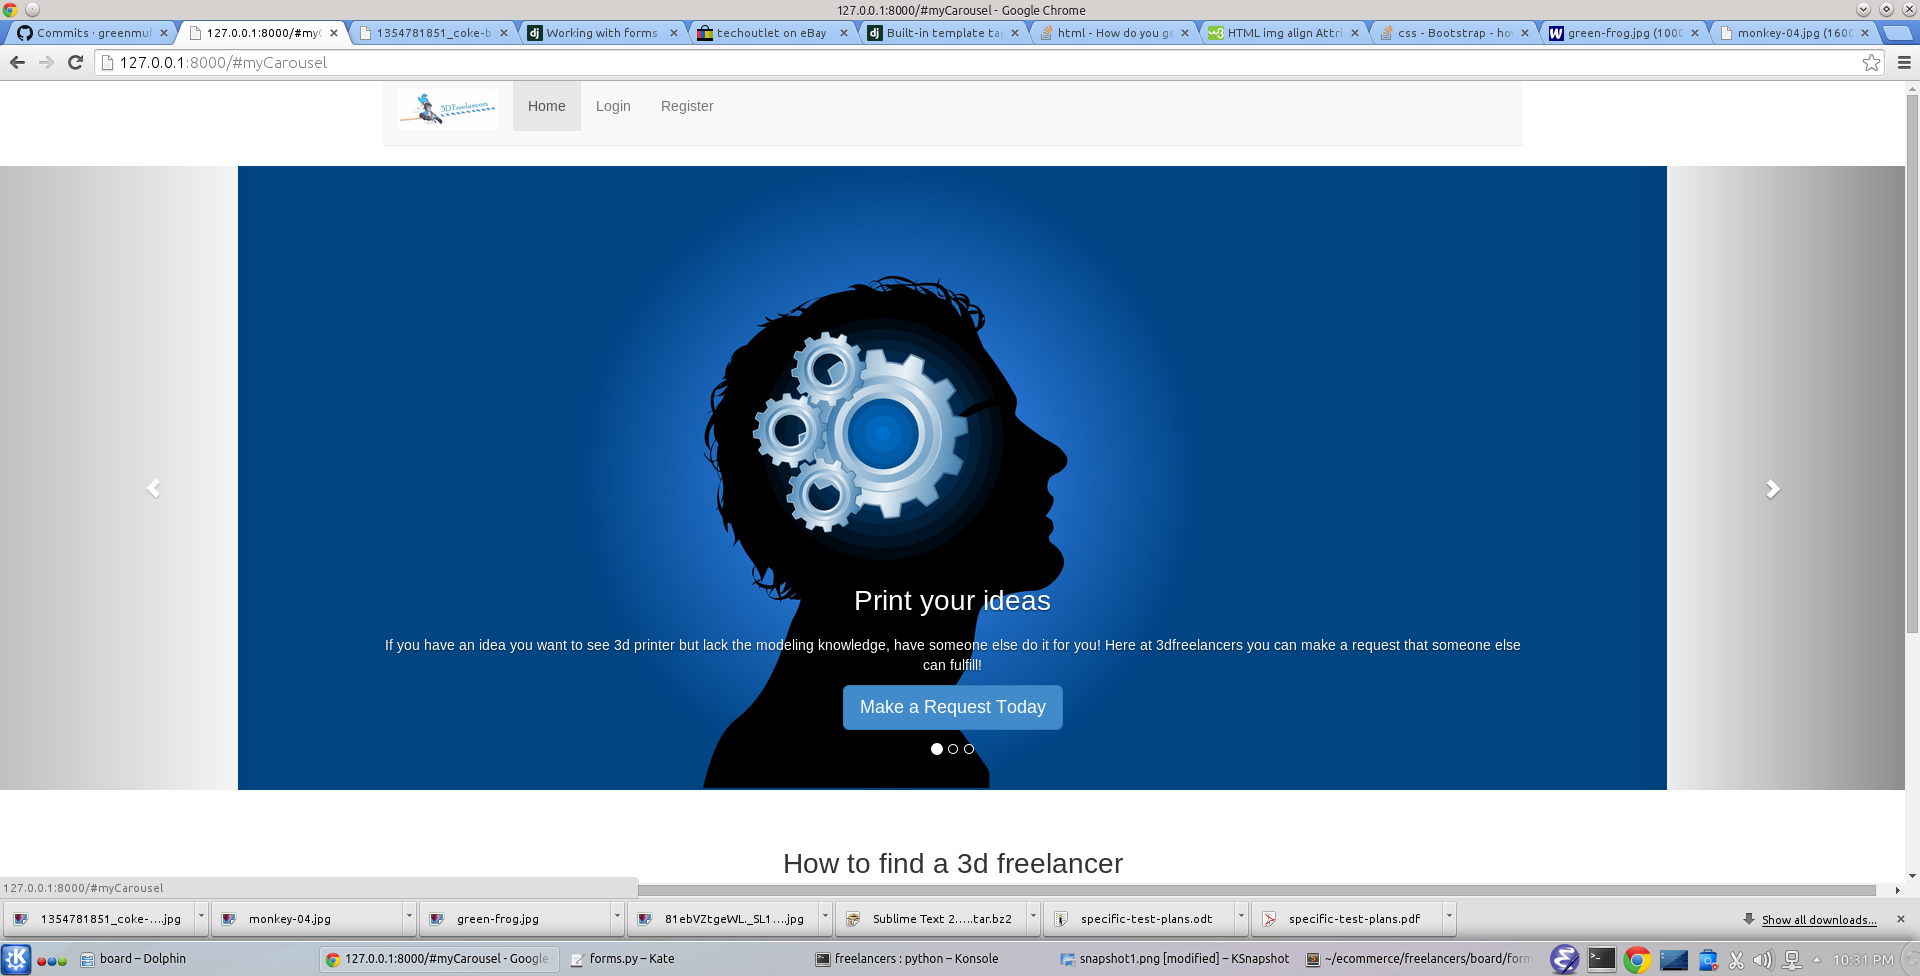 127.0.0.1:8000/#myCarousel - Google Chrome
Commits · greenmul
127.0.0.1:8000/#myC
1354781851_coke-b
Working with forms
techoutlet on eBay
Built-in template tag
html - How do you ge
HTML img align Attri
css - Bootstrap - how
green-frog.jpg (1000
monkey-04.jpg (1600
127.0.0.1:8000/#myCarousel
3DFreelancers
Home
Login
Register
Print your ideas
If you have an idea you want to see 3d printer but lack the modeling knowledge, have someone else do it for you! Here at 3dfreelancers you can make a request that someone else
can fulfill!
Make a Request Today
How to find a 3d freelancer
127.0.0.1:8000/#myCarousel
1354781851_coke-....jpg
monkey-04.jpg
green-frog.jpg
81ebVZtgeWL._SL1....jpg
Sublime Text 2.....tar.bz2
specific-test-plans.odt
specific-test-plans.pdf
Show all downloads...
board – Dolphin
127.0.0.1:8000/#myCarousel - Google
forms.py – Kate
freelancers : python – Konsole
snapshot1.png [modified] – KSnapshot
~/ecommerce/freelancers/board/form
10:31 PM